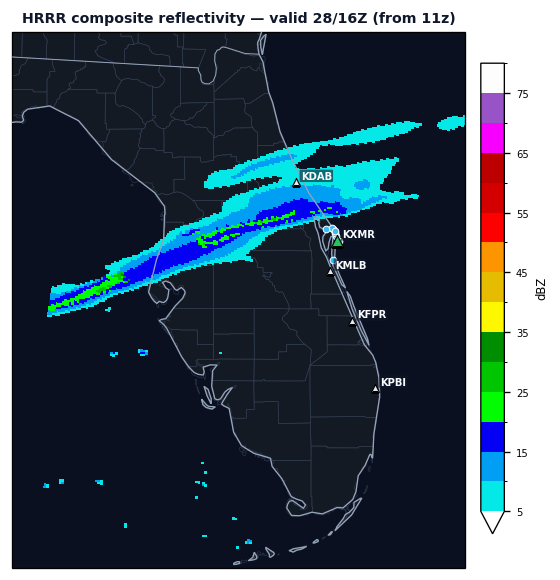 HRRR composite reflectivity — valid 28/16Z (from 11z)
KDAB
KXMR
KMLB
KFPR
KPBI
75
65
55
45
35
25
15
5
dBZ